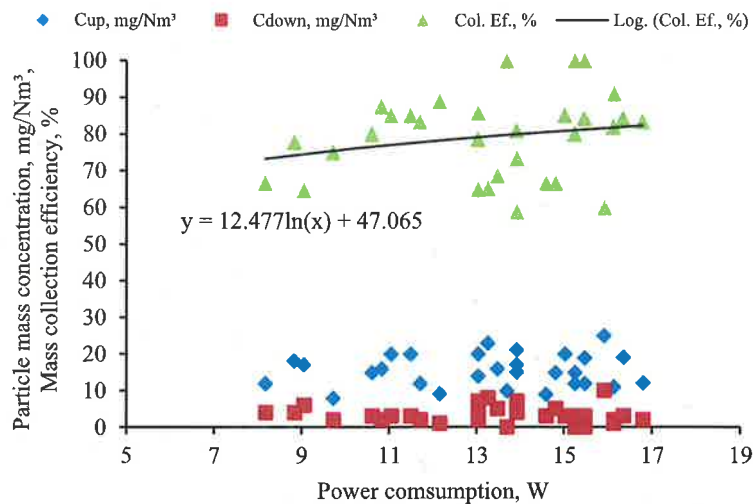 Cup, mg/Nm³ Cdown, mg/Nm³ Col. Ef., % Log. (Col. Ef., %)
Particle mass concentration, mg/Nm³,
Mass collection efficiency, %
100
90
80
70
60
50
40
30
20
10
0
y = 12.477ln(x) + 47.065
5 7 9 11 13 15 17 19
Power comsumption, W